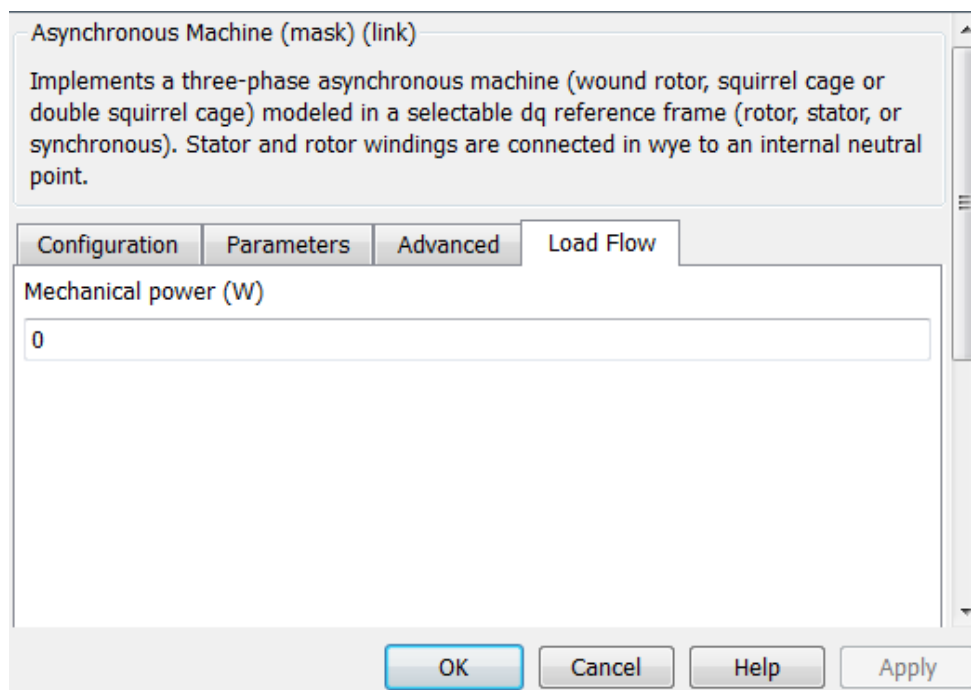 Asynchronous Machine (mask) (link)
Implements a three-phase asynchronous machine (wound rotor, squirrel cage or
double squirrel cage) modeled in a selectable dq reference frame (rotor, stator, or
synchronous). Stator and rotor windings are connected in wye to an internal neutral
point.
Configuration Parameters Advanced Load Flow
Mechanical power (W)
0
OK Cancel Help Apply